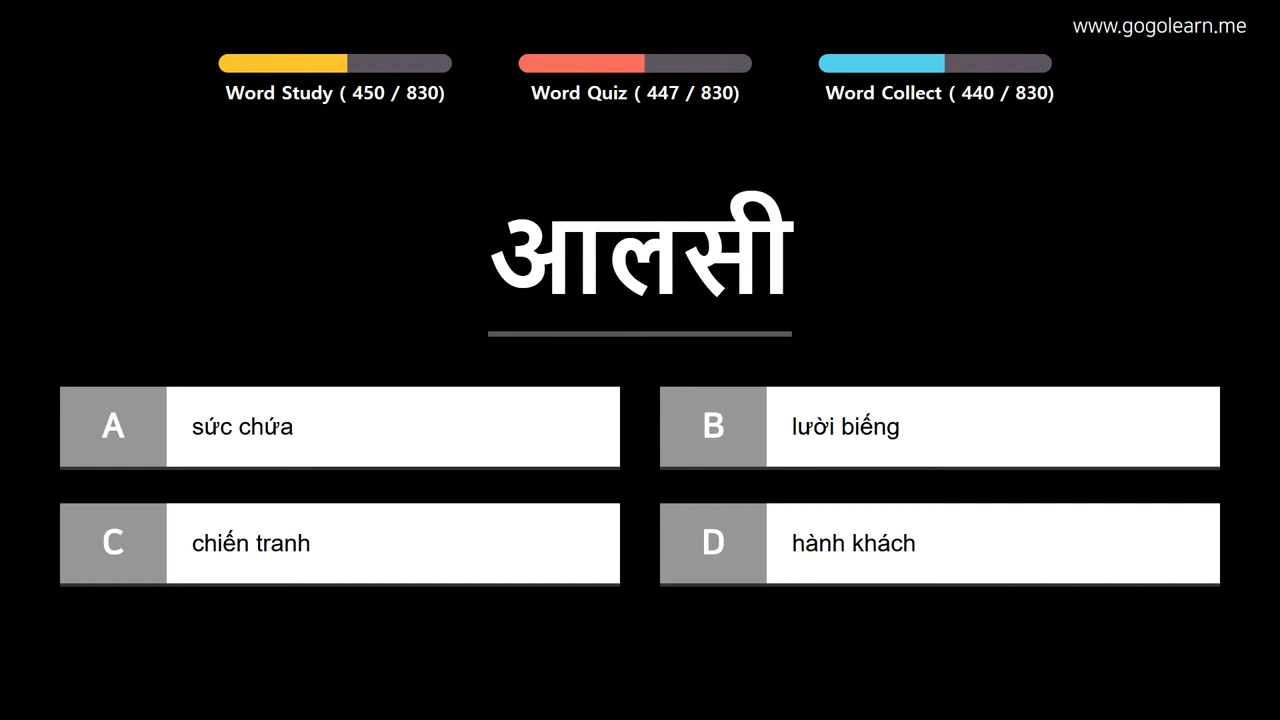 www.gogolearn.me
Word Study ( 450 / 830)
Word Quiz ( 447 / 830)
Word Collect ( 440 / 830)
आलसी
A
sức chứa
B
lười biếng
C
chiến tranh
D
hành khách